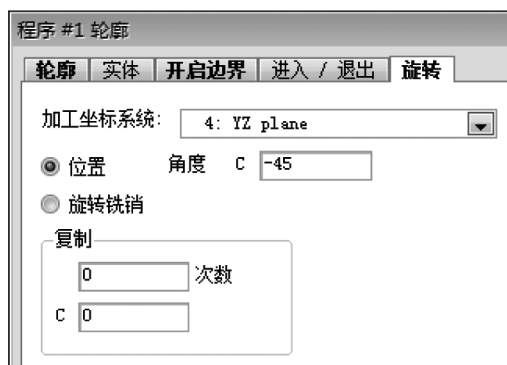 程序 #1 轮廓
轮廓 实体 开启边界 进入 / 退出 旋转
加工坐标系统: 4: YZ plane
位置 角度 C -45
旋转铣销
复制
0 次数
C 0